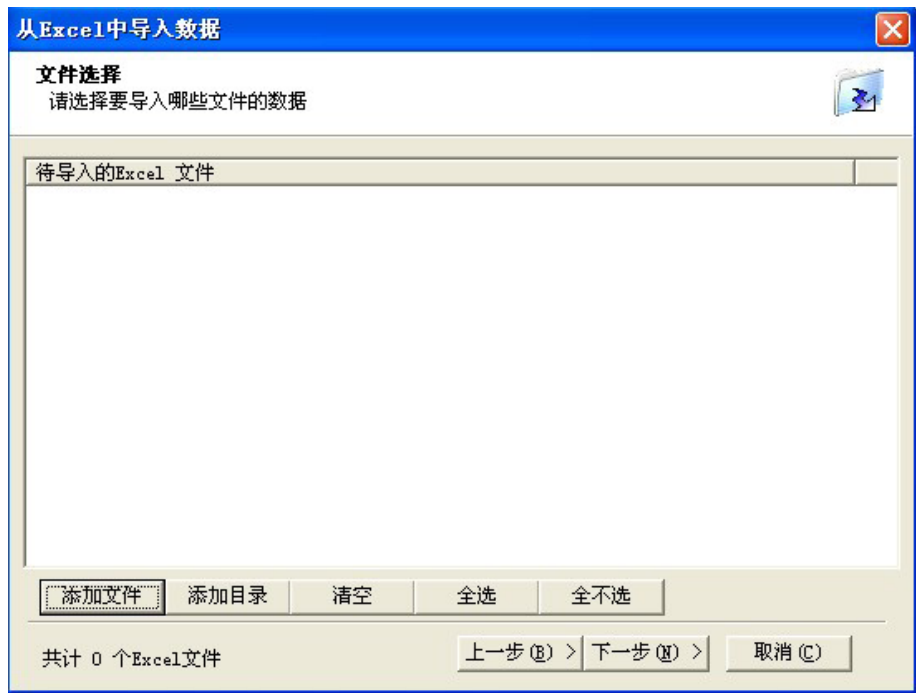 从Excel中导入数据
文件选择
请选择要导入哪些文件的数据
待导入的Excel 文件
添加文件 添加目录 清空 全选 全不选
共计 0 个Excel文件 上一步(B) > 下一步(N) > 取消(C)